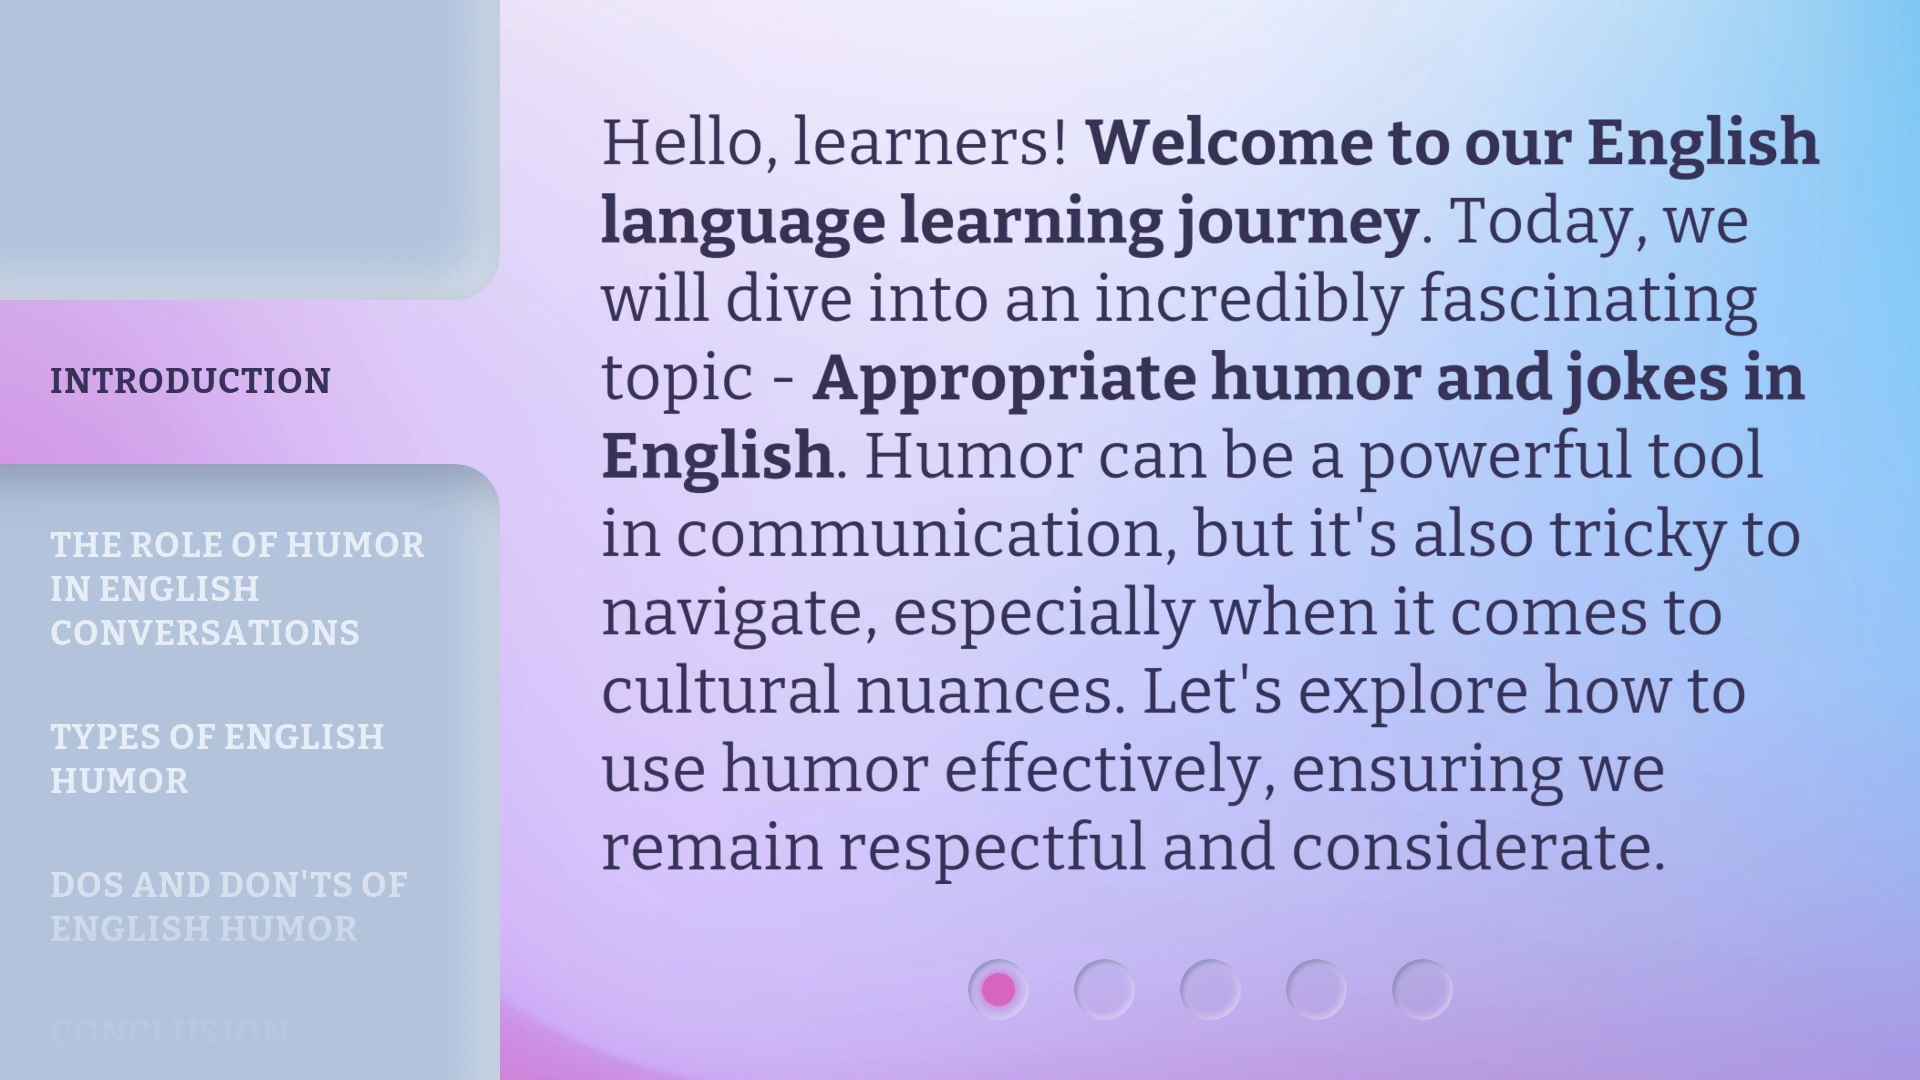 INTRODUCTION
THE ROLE OF HUMOR
IN ENGLISH
CONVERSATIONS
TYPES OF ENGLISH
HUMOR
DOS AND DON'TS OF
ENGLISH HUMOR
CONCLUSION
Hello, learners! Welcome to our English
language learning journey. Today, we
will dive into an incredibly fascinating
topic - Appropriate humor and jokes in
English. Humor can be a powerful tool
in communication, but it's also tricky to
navigate, especially when it comes to
cultural nuances. Let's explore how to
use humor effectively, ensuring we
remain respectful and considerate.